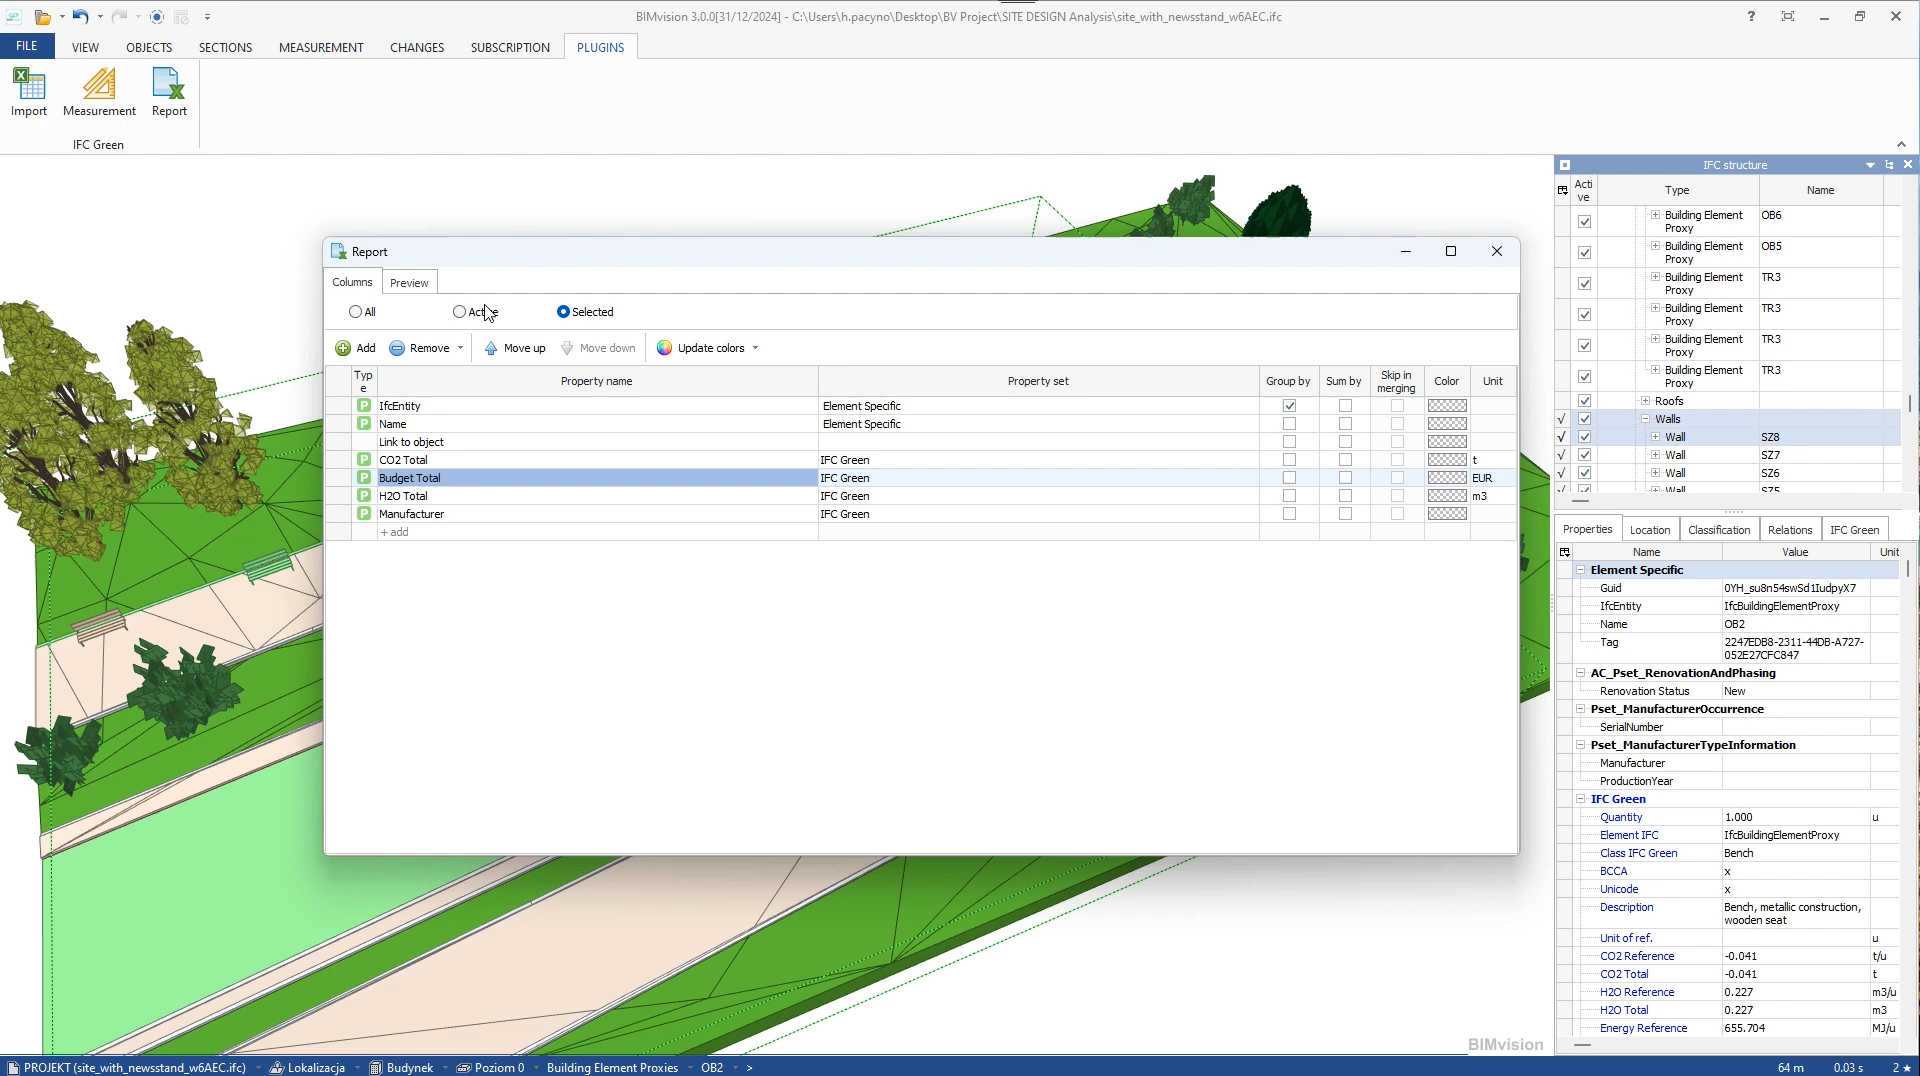 BIMvision 3.0.0[31/12/2024] - C:\Users\h.pacyno\Desktop\BV Project\SITE DESIGN Analysis\site_with_newsstand_w6AEC.ifc
?
FILE VIEW OBJECTS SECTIONS MEASUREMENT CHANGES SUBSCRIPTION PLUGINS
Import Measurement Report
IFC Green
Report
Columns Preview
All Selected
Add Remove Move up Move down Update colors
Typ
e
Property name Property set Group by Sum by Skip in
merging
Color Unit
P IfcEntity Element Specific
P Name Element Specific
Link to object
P CO2 Total IFC Green t
P Budget Total IFC Green EUR
P H2O Total IFC Green m3
P Manufacturer IFC Green
+ add
IFC structure
Acti
ve
Type Name
Building Element
Proxy
OB6
Building Element
Proxy
OB5
Building Element
Proxy
TR3
Building Element
Proxy
TR3
Building Element
Proxy
TR3
Building Element
Proxy
TR3
Roofs
Walls
Wall SZ8
Wall SZ7
Wall SZ6
Wall SZ5
Properties Location Classification Relations IFC Green
Name Value Unit
Element Specific
Guid 0YH_su8n54swSd1IudpyX7
IfcEntity IfcBuildingElementProxy
Name OB2
Tag 2247EDB8-2311-44DB-A727-
052E27CFC847
AC_Pset_RenovationAndPhasing
Renovation Status New
Pset_ManufacturerOccurrence
SerialNumber
Pset_ManufacturerTypeInformation
Manufacturer
ProductionYear
IFC Green
Quantity 1.000 u
Element IFC IfcBuildingElementProxy
Class IFC Green Bench
BCCA x
Unicode x
Description Bench, metallic construction,
wooden seat
Unit of ref. u
CO2 Reference -0.041 t/u
CO2 Total -0.041 t
H2O Reference 0.227 m3/u
H2O Total 0.227 m3
Energy Reference 655.704 MJ/u
BIMvision
PROJEKT (site_with_newsstand_w6AEC.ifc) Lokalizacja Budynek Poziom 0 Building Element Proxies OB2 > 64 m 0.03 s 2